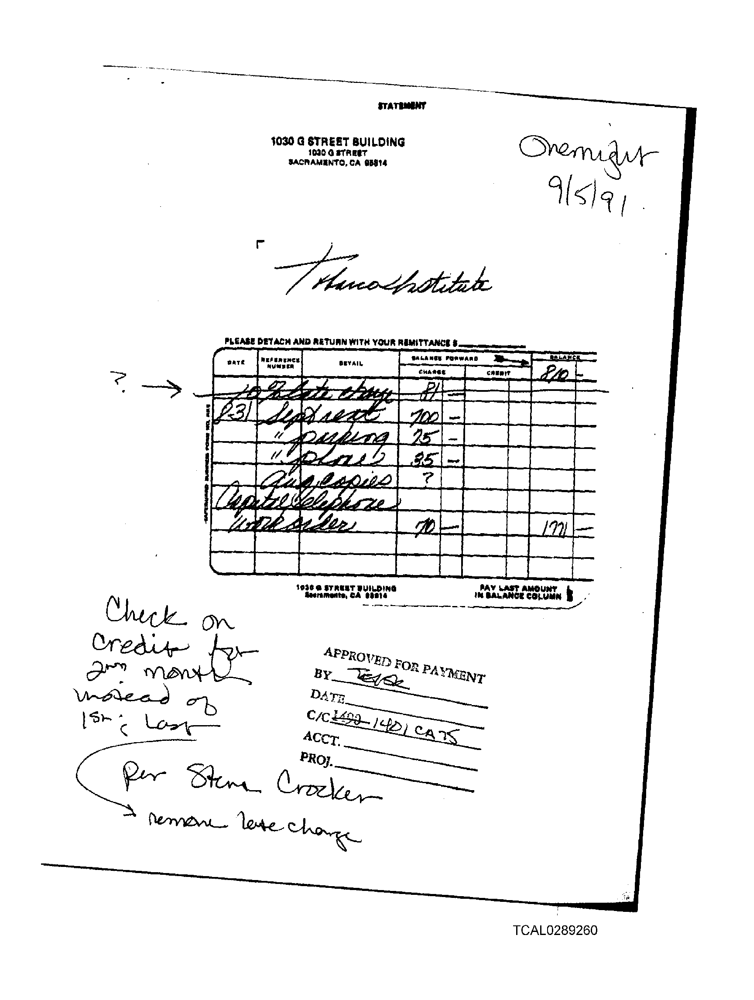 STATEMENT
1030 G STREET BUILDING
1030 G STREET
SACRAMENTO, CA 95814
Overnight
9/5/91
Tobacco Institute
PLEASE DETACH AND RETURN WITH YOUR REMITTANCE $
DATE REFERENCE NUMBER DETAIL BALANCE FORWARD BALANCE
CHARGE CREDIT 810 -
? → 10% late charge 81 -
831 Sept rent 700 -
" parking 75 -
" phone 35 -
Aug copies ?
Capital Telephone
work order 70 - 1771 -
1030 G STREET BUILDING
Sacramento, CA 95814
PAY LAST AMOUNT
IN BALANCE COLUMN
Check on
credit for
2nd month
instead of
1st & last
per Steve Crocker
remove late charge
APPROVED FOR PAYMENT
BY
DATE
C/C 1400 1401 CA75
ACCT.
PROJ.
TCAL0289260